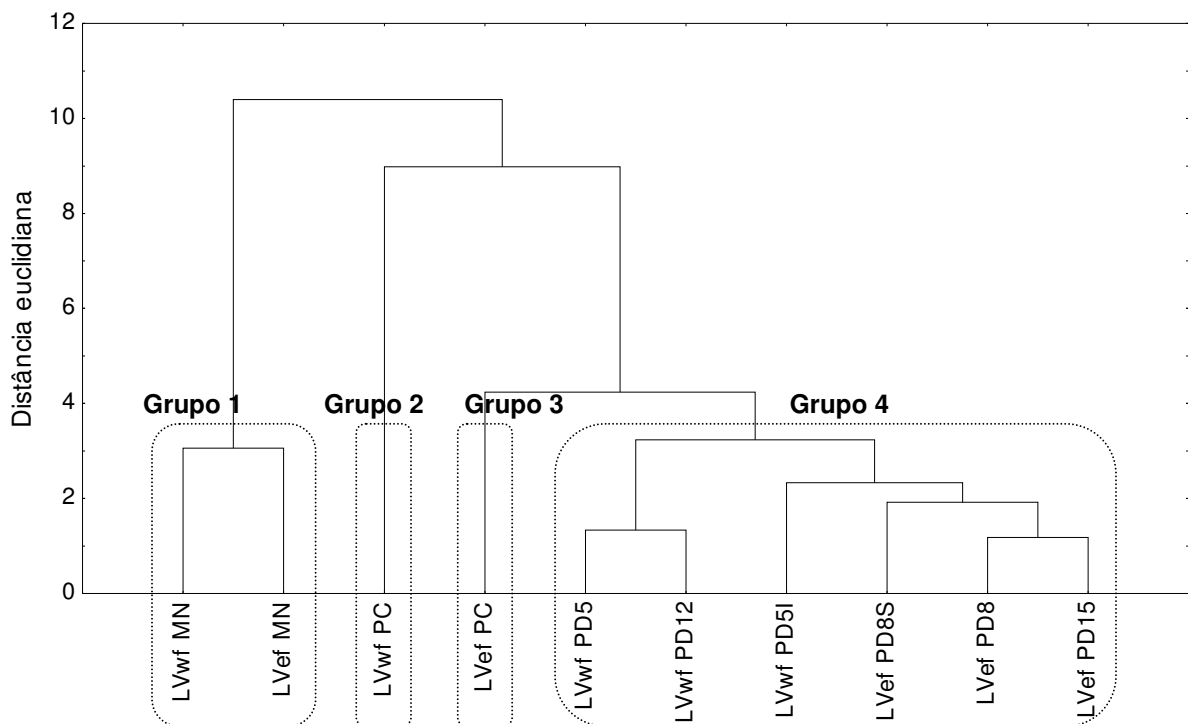 12
10
8
6
4
2
0
Distância euclidiana
Grupo 1
Grupo 2
Grupo 3
Grupo 4
LVwf MN
LVef MN
LVwf PC
LVef PC
LVwf PD5
LVwf PD12
LVwf PD5I
LVef PD8S
LVef PD8
LVef PD15